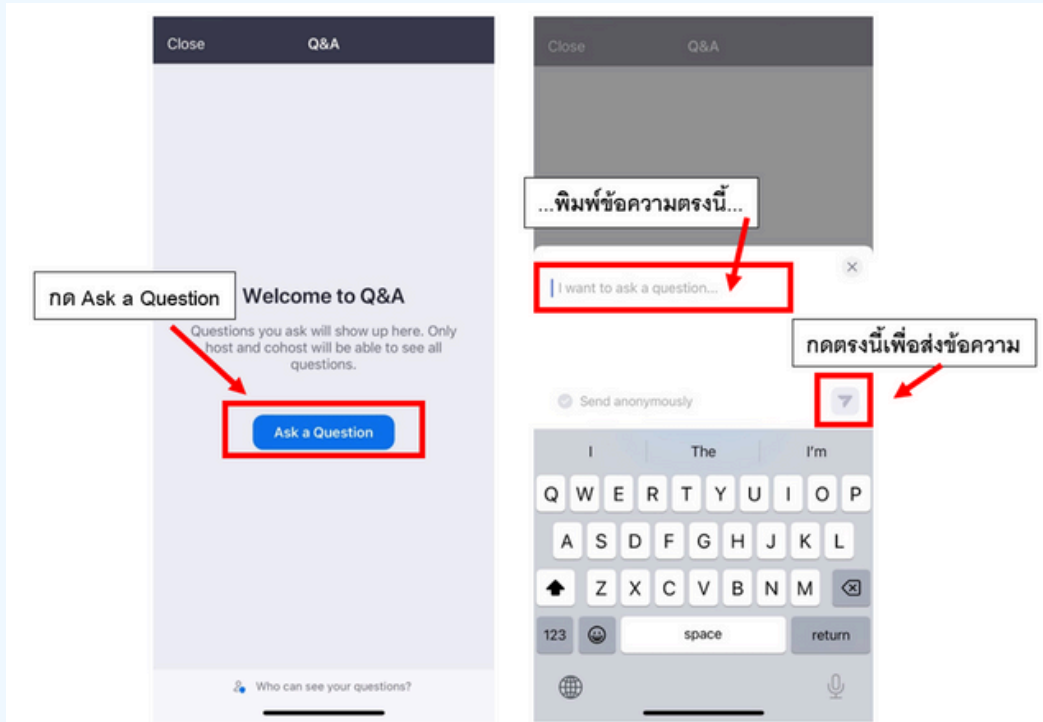 Close Q&A
กด Ask a Question
Welcome to Q&A
Questions you ask will show up here. Only
host and cohost will be able to see all
questions.
Ask a Question
Who can see your questions?
Close Q&A
...พิมพ์ข้อความตรงนี้...
I want to ask a question...
กดตรงนี้เพื่อส่งข้อความ
Send anonymously
I The I'm
Q W E R T Y U I O P
A S D F G H J K L
Z X C V B N M
123 space return